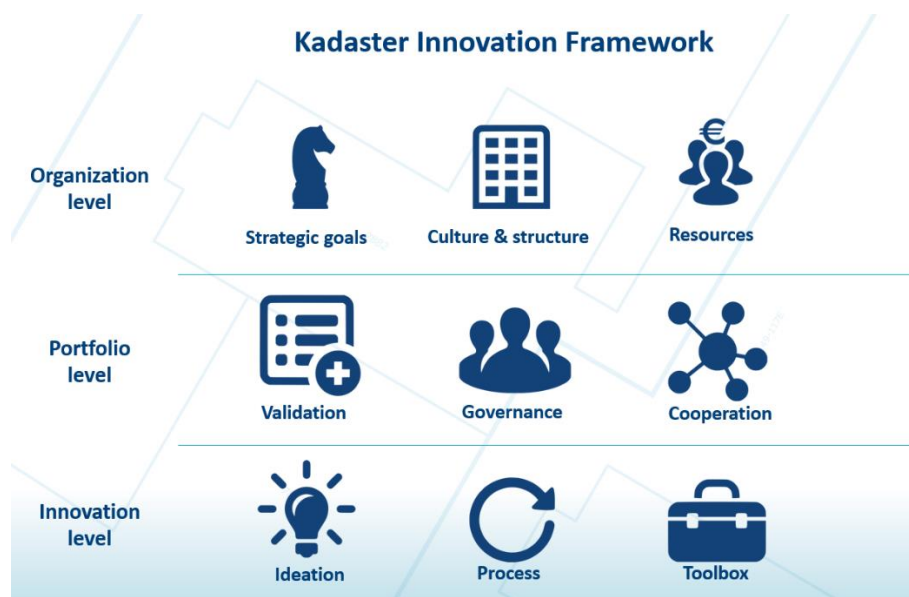 Kadaster Innovation Framework
Organization
level
€
Strategic goals
Culture & structure
Resources
Portfolio
level
Validation
Governance
Cooperation
Innovation
level
Ideation
Process
Toolbox